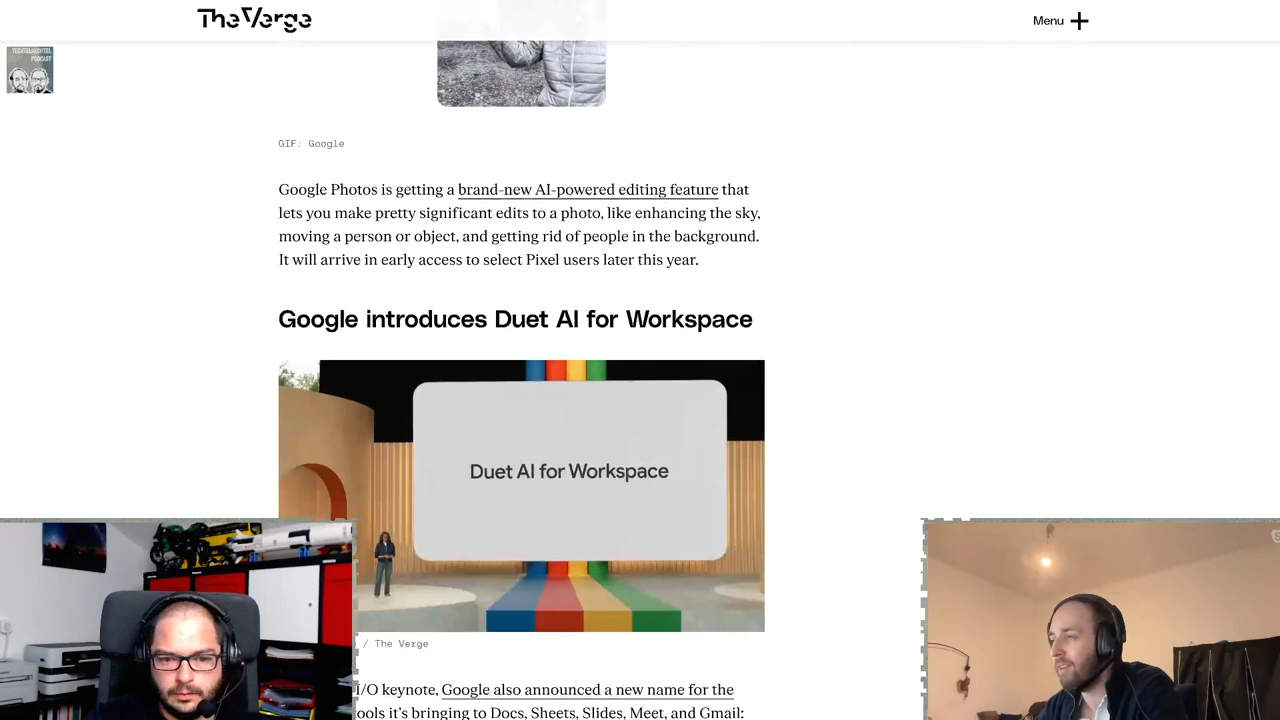 The Verge
Menu
TECHTELMECHTEL
PODCAST
GIF: Google
Google Photos is getting a brand-new AI-powered editing feature that
lets you make pretty significant edits to a photo, like enhancing the sky,
moving a person or object, and getting rid of people in the background.
It will arrive in early access to select Pixel users later this year.
Google introduces Duet AI for Workspace
Duet AI for Workspace
/ The Verge
I/O keynote, Google also announced a new name for the
ools it’s bringing to Docs, Sheets, Slides, Meet, and Gmail: